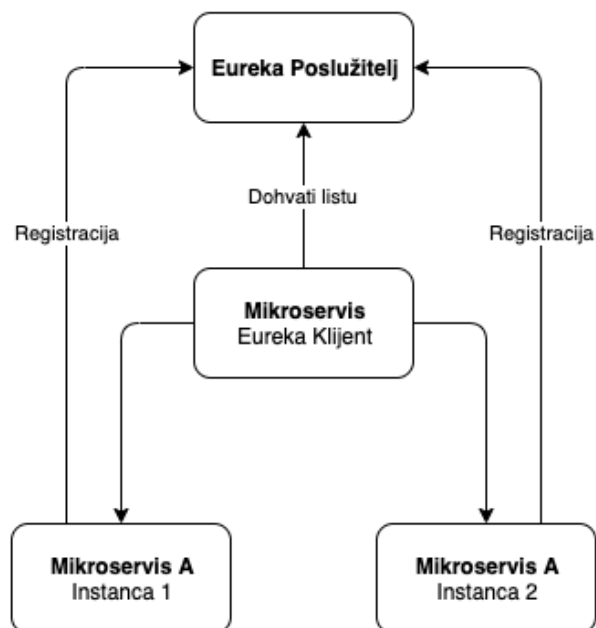 Eureka Poslužitelj
Dohvati listu
Registracija
Registracija
Mikroservis
Eureka Klijent
Mikroservis A
Instanca 1
Mikroservis A
Instanca 2